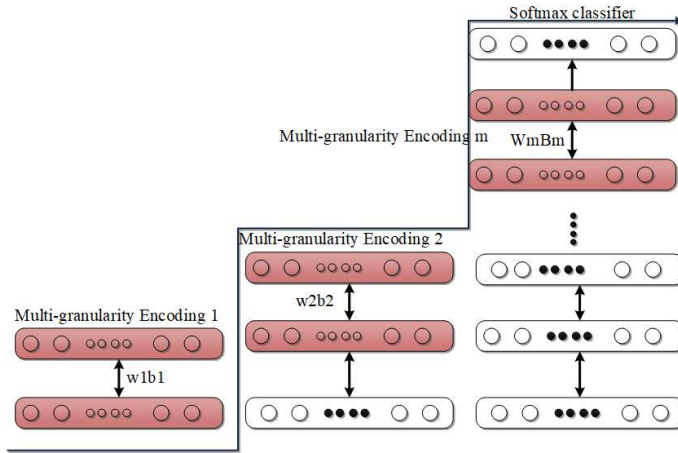 Softmax classifier
Multi-granularity Encoding m
WmBm
Multi-granularity Encoding 2
w2b2
Multi-granularity Encoding 1
w1b1